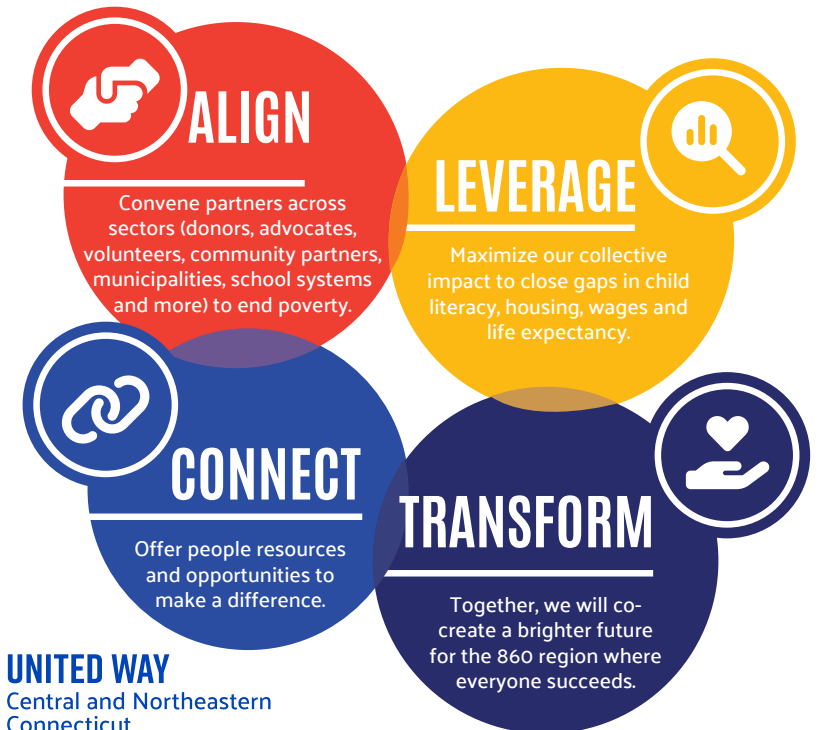 ALIGN
Convene partners across
sectors (donors, advocates,
volunteers, community partners,
municipalities, school systems
and more) to end poverty.
LEVERAGE
Maximize our collective
impact to close gaps in child
literacy, housing, wages and
life expectancy.
CONNECT
Offer people resources
and opportunities to
make a difference.
TRANSFORM
Together, we will co-
create a brighter future
for the 860 region where
everyone succeeds.
UNITED WAY
Central and Northeastern
Connecticut